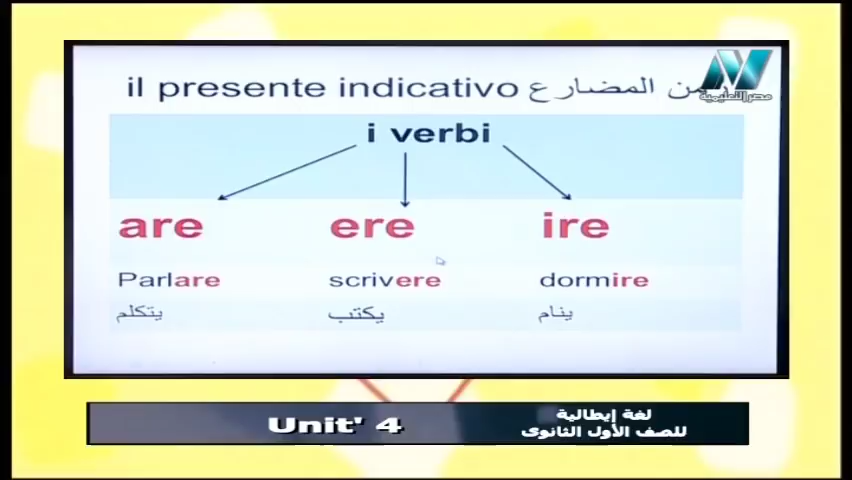 il presente indicativo زمن المضارع
مصر التعليمية
i verbi
are ere ire
Parlare scrivere dormire
يتكلم يكتب ينام
لغة إيطالية
Unit' 4
للصف الأول الثانوى